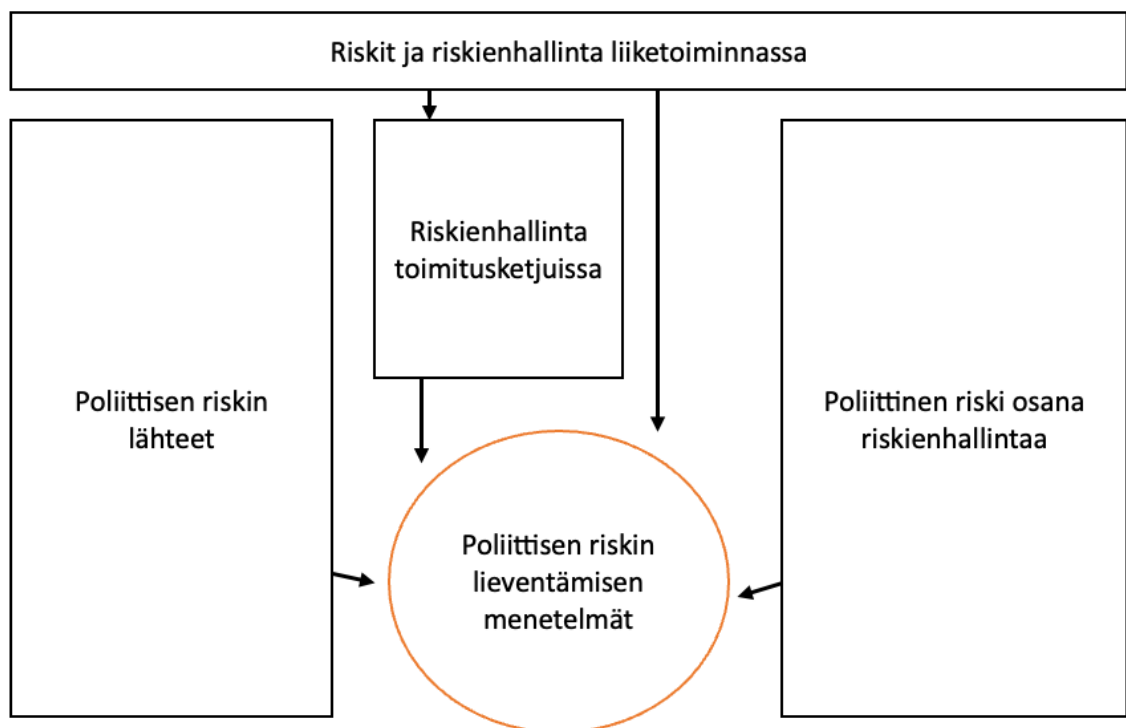 Riskit ja riskienhallinta liiketoiminnassa
Riskienhallinta
toimitusketjuissa
Poliittisen riskin
lähteet
Poliittinen riski osana
riskienhallintaa
Poliittisen riskin
lieventämisen
menetelmät